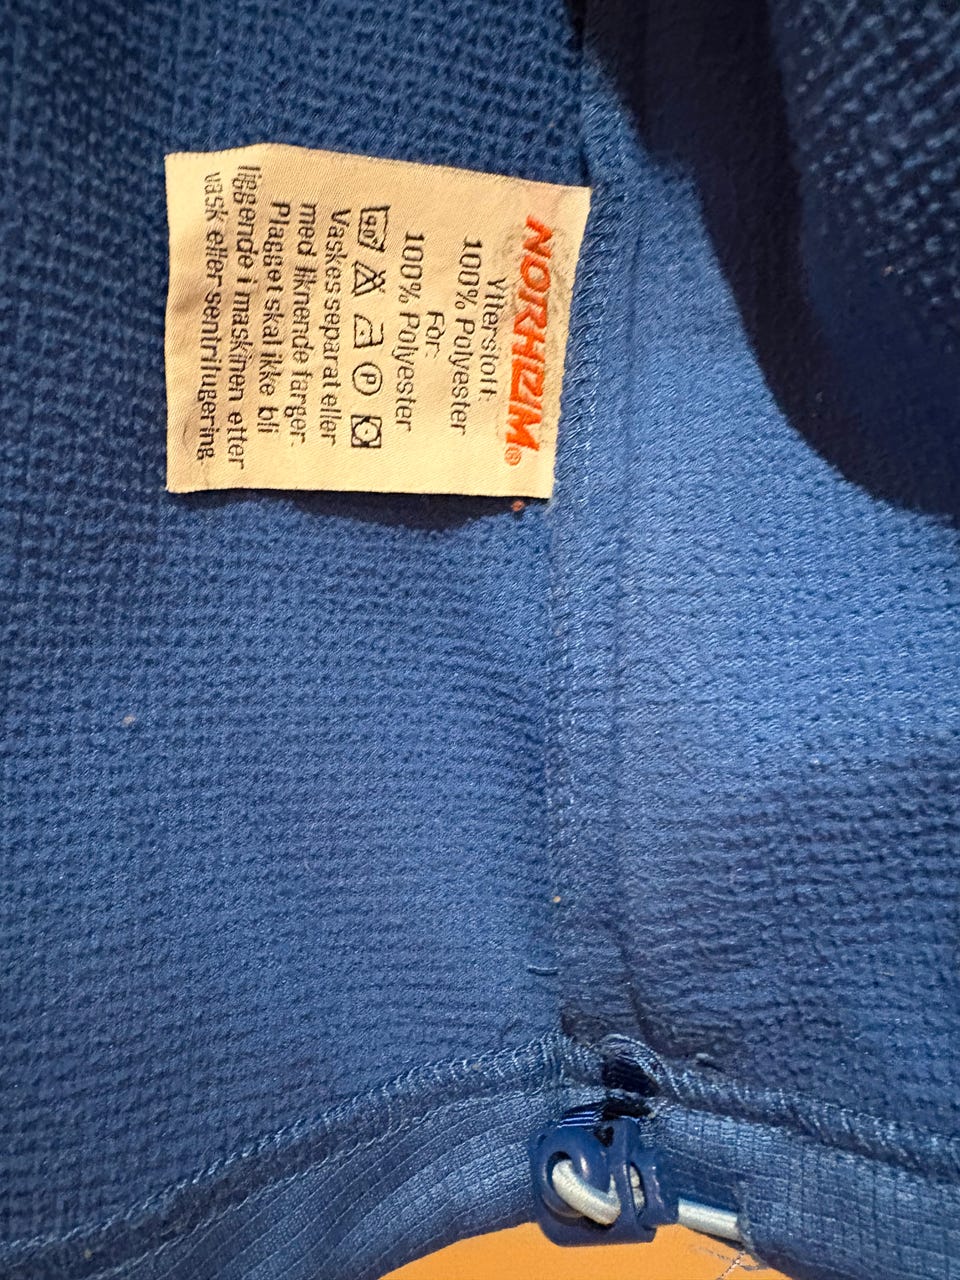 NORHEIM®
Ytterstoff:
100% Polyester
Fôr:
100% Polyester
P
Vaskes separat eller
med liknende farger.
Plagget skal ikke bli
liggende i maskinen etter
vask eller sentrifugering.